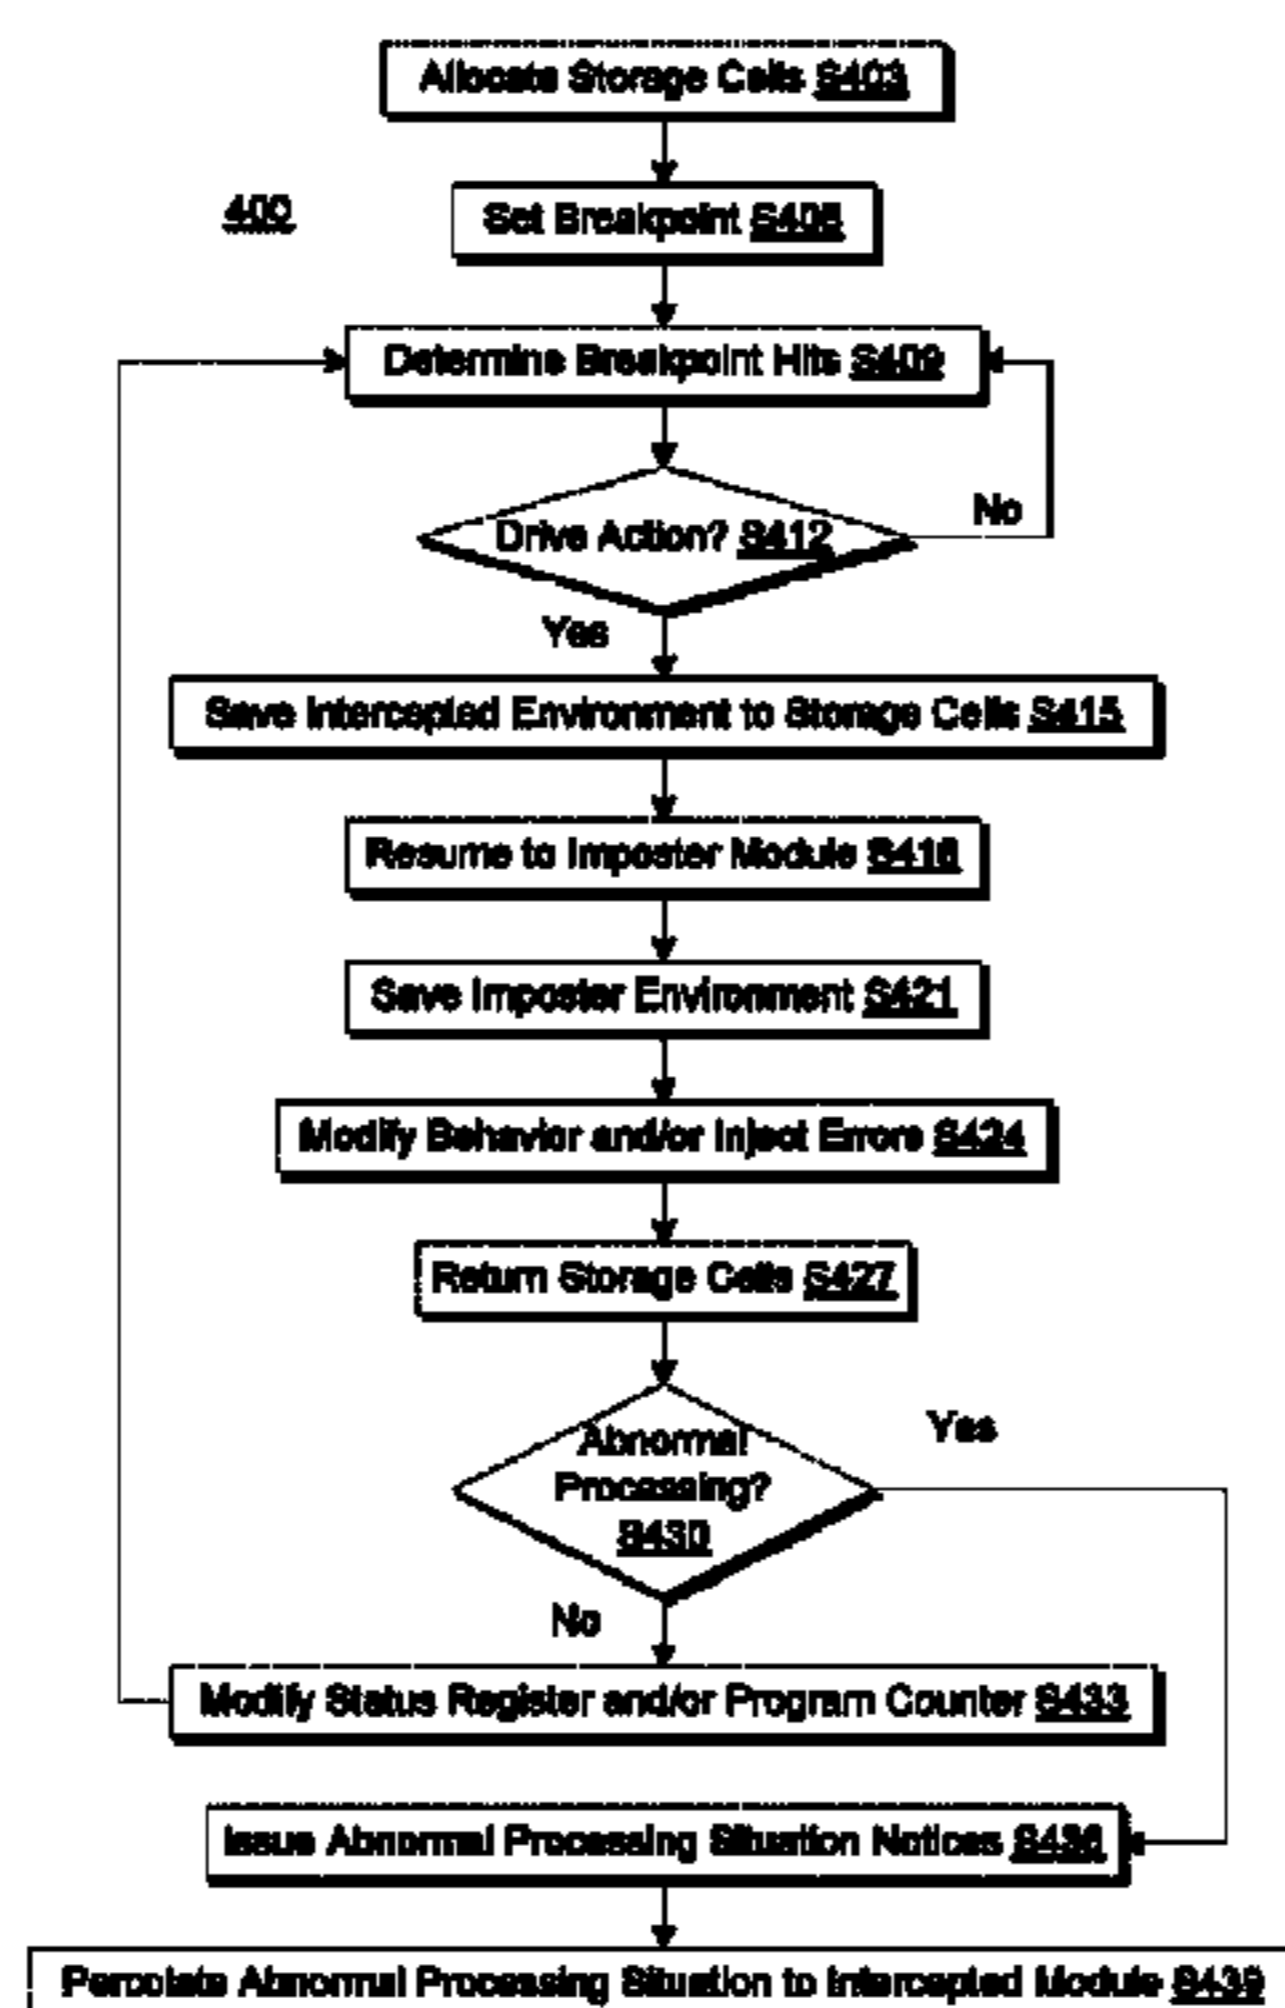 Allocate Storage Cells S403
400
Set Breakpoint S406
Determine Breakpoint Hits S409
No
Drive Action? S412
Yes
Save Intercepted Environment to Storage Cells S415
Resume to Imposter Module S418
Save Imposter Environment S421
Modify Behavior and/or Inject Errors S424
Return Storage Cells S427
Yes
Abnormal
Processing?
S430
No
Modify Status Register and/or Program Counter S433
Issue Abnormal Processing Situation Notices S436
Percolate Abnormal Processing Situation to Intercepted Module S439